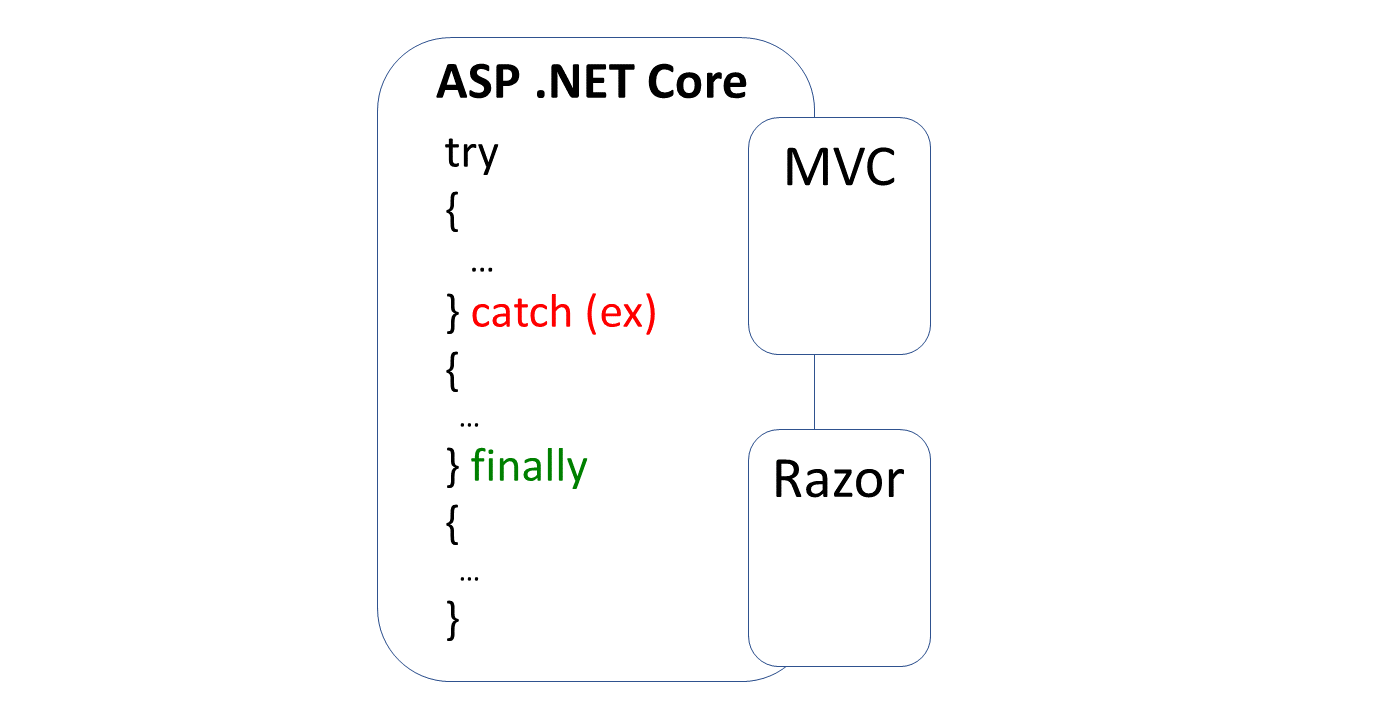 ASP .NET Core
try
{
…
} catch (ex)
{
…
} finally
{
…
}
MVC
Razor